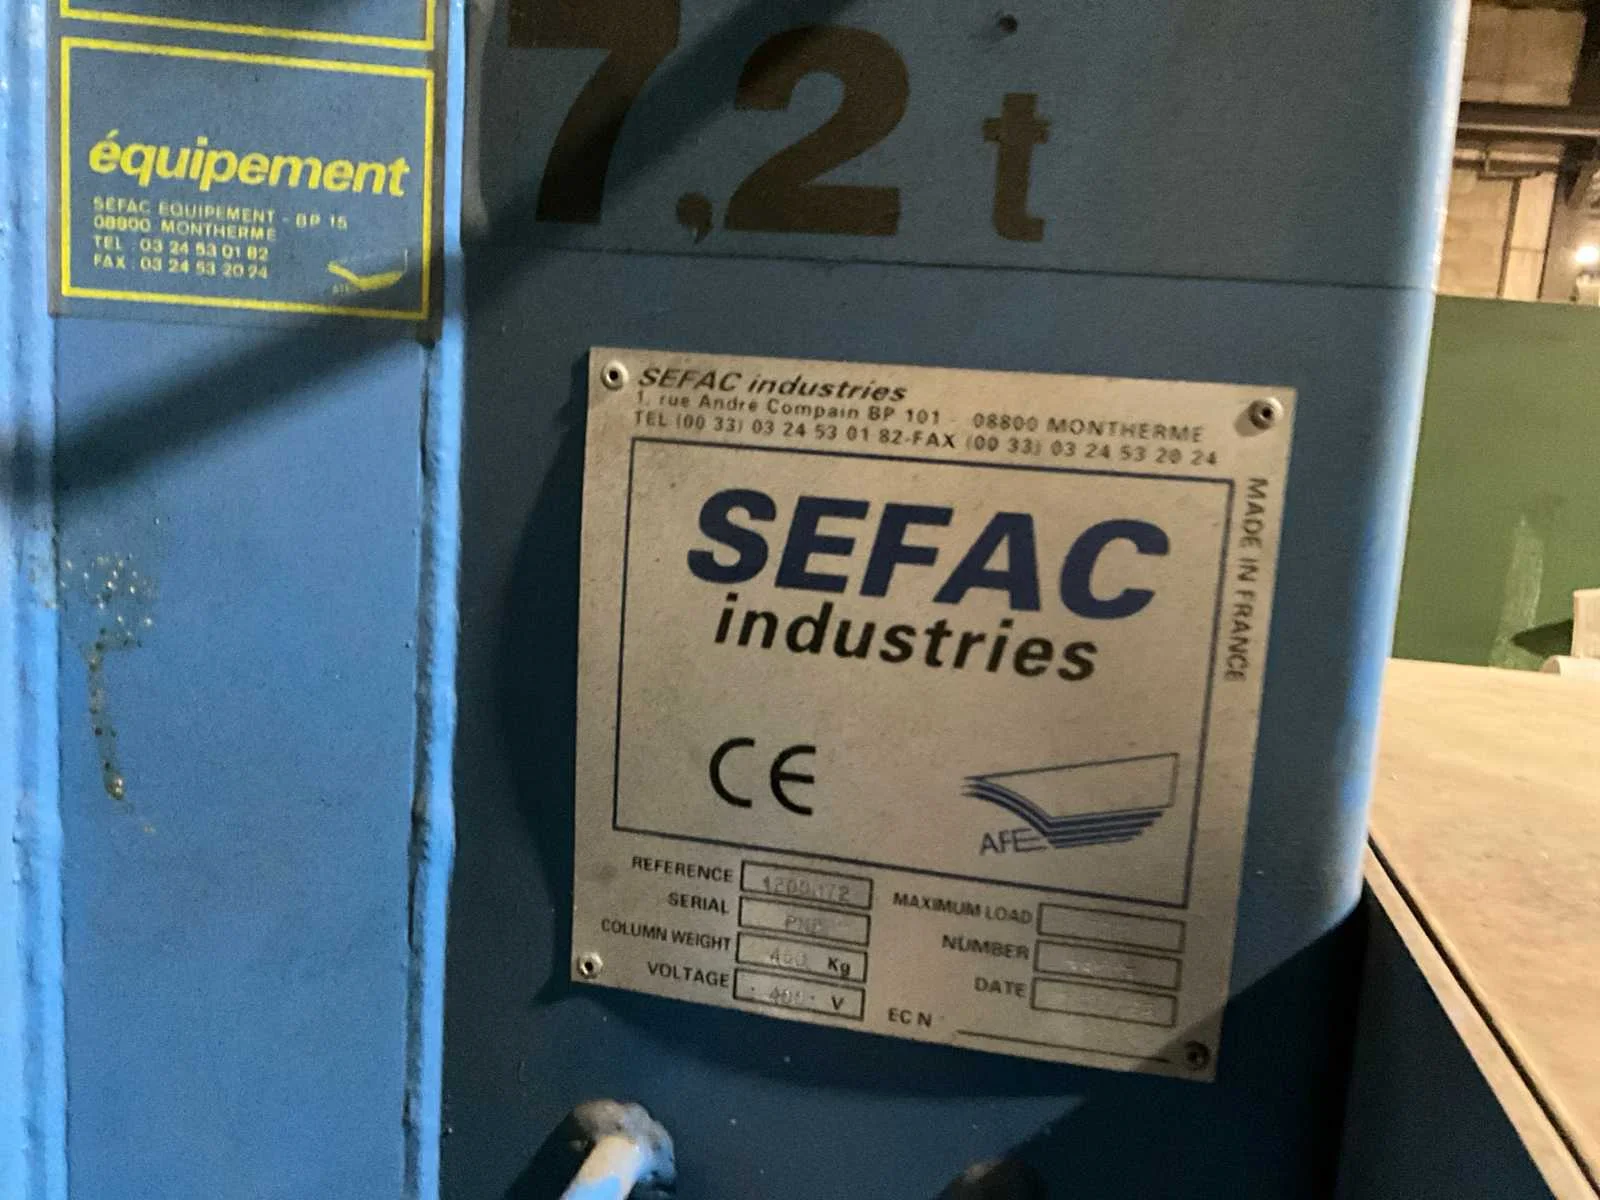 7,2 t
équipement
SEFAC EQUIPEMENT - BP 15
08800 MONTHERME
TEL : 03 24 53 01 82
FAX : 03 24 53 20 24
AFE
SEFAC industries
1, rue André Compain BP 101 - 08800 MONTHERME
TEL (00 33) 03 24 53 01 82-FAX (00 33) 03 24 53 20 24
MADE IN FRANCE
SEFAC
industries
CE
AFE
REFERENCE
SERIAL
COLUMN WEIGHT Kg
VOLTAGE 400 V
MAXIMUM LOAD
NUMBER
DATE
EC N°